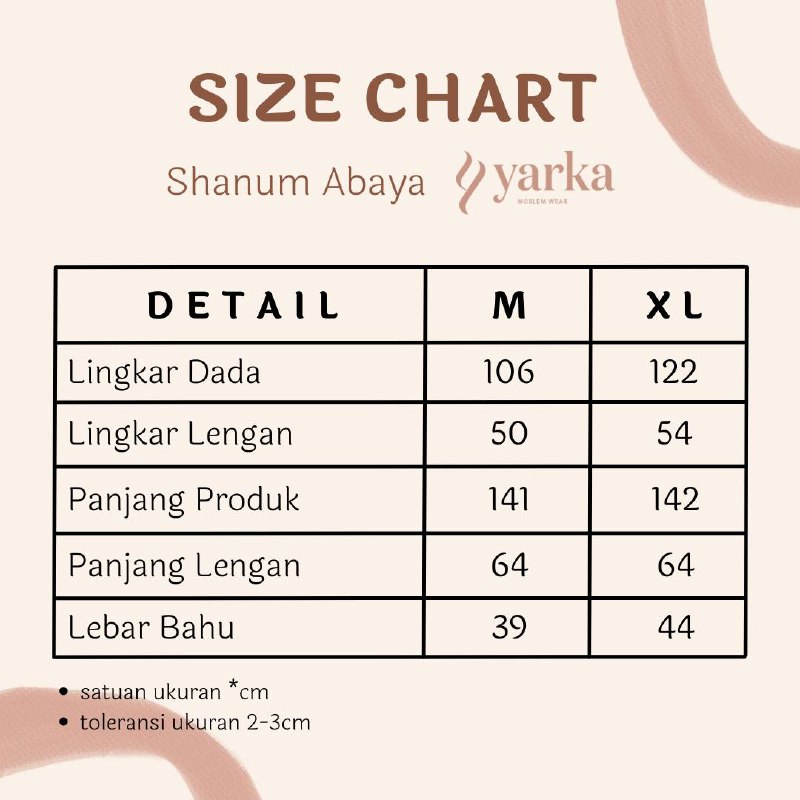 SIZE CHART
Shanum Abaya yarka
MOSLEM WEAR
DETAIL M XL
Lingkar Dada 106 122
Lingkar Lengan 50 54
Panjang Produk 141 142
Panjang Lengan 64 64
Lebar Bahu 39 44
• satuan ukuran *cm
• toleransi ukuran 2-3cm